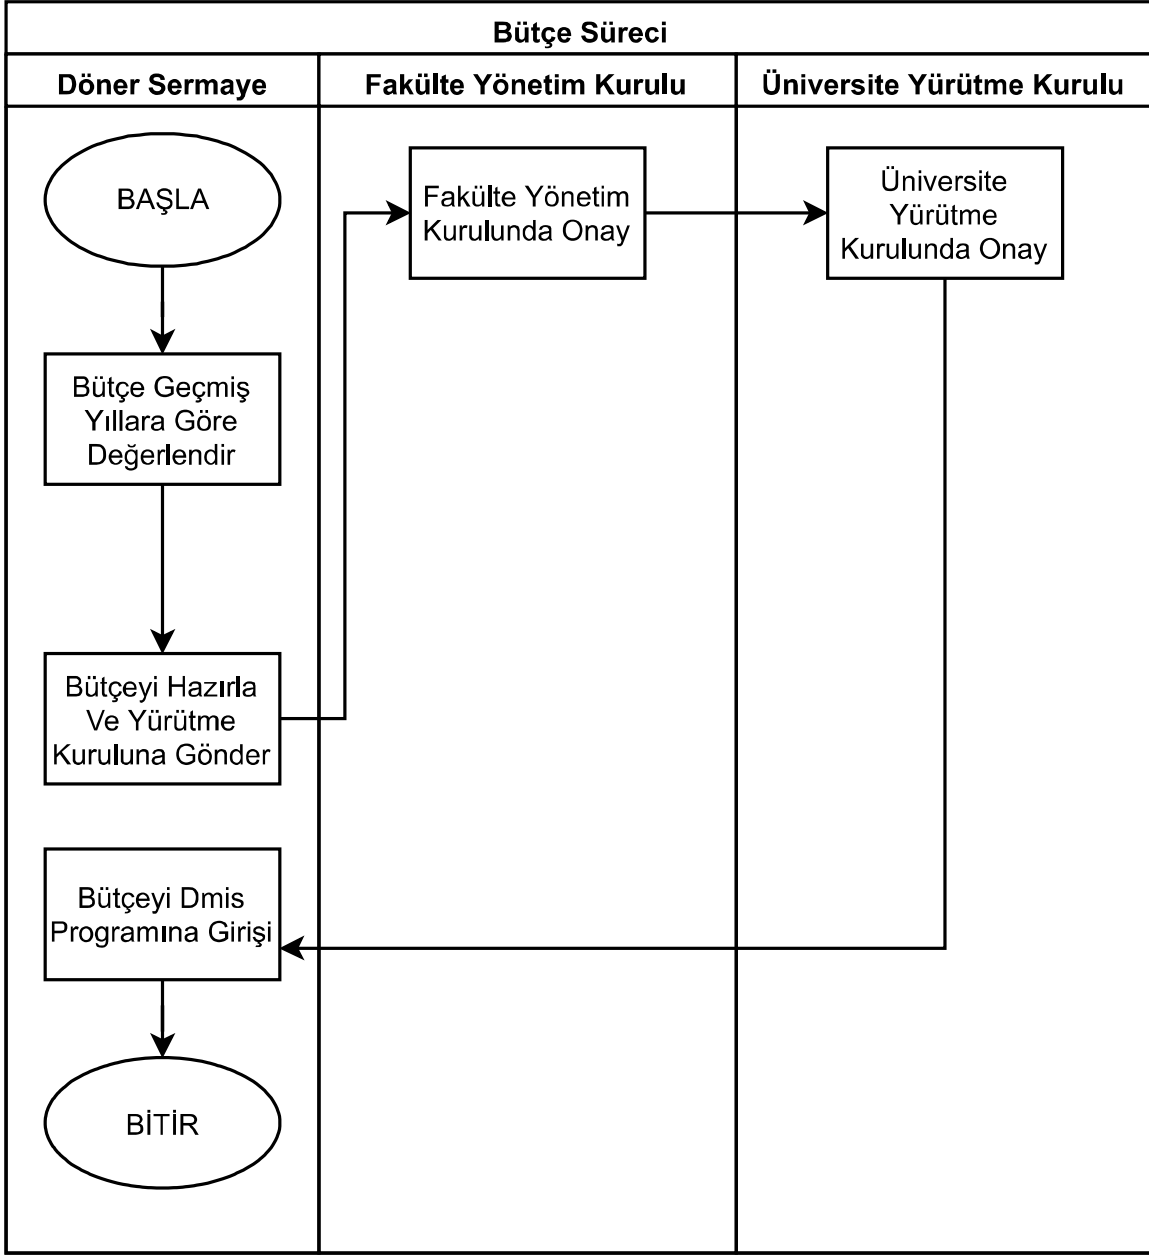 Bütçe Süreci
Döner Sermaye
Fakülte Yönetim Kurulu
Üniversite Yürütme Kurulu
BAŞLA
Fakülte Yönetim
Kurulunda Onay
Üniversite
Yürütme
Kurulunda Onay
Bütçe Geçmiş
Yıllara Göre
Değerlendir
Bütçeyi Hazırla
Ve Yürütme
Kuruluna Gönder
Bütçeyi Dmis
Programına Girişi
BİTİR